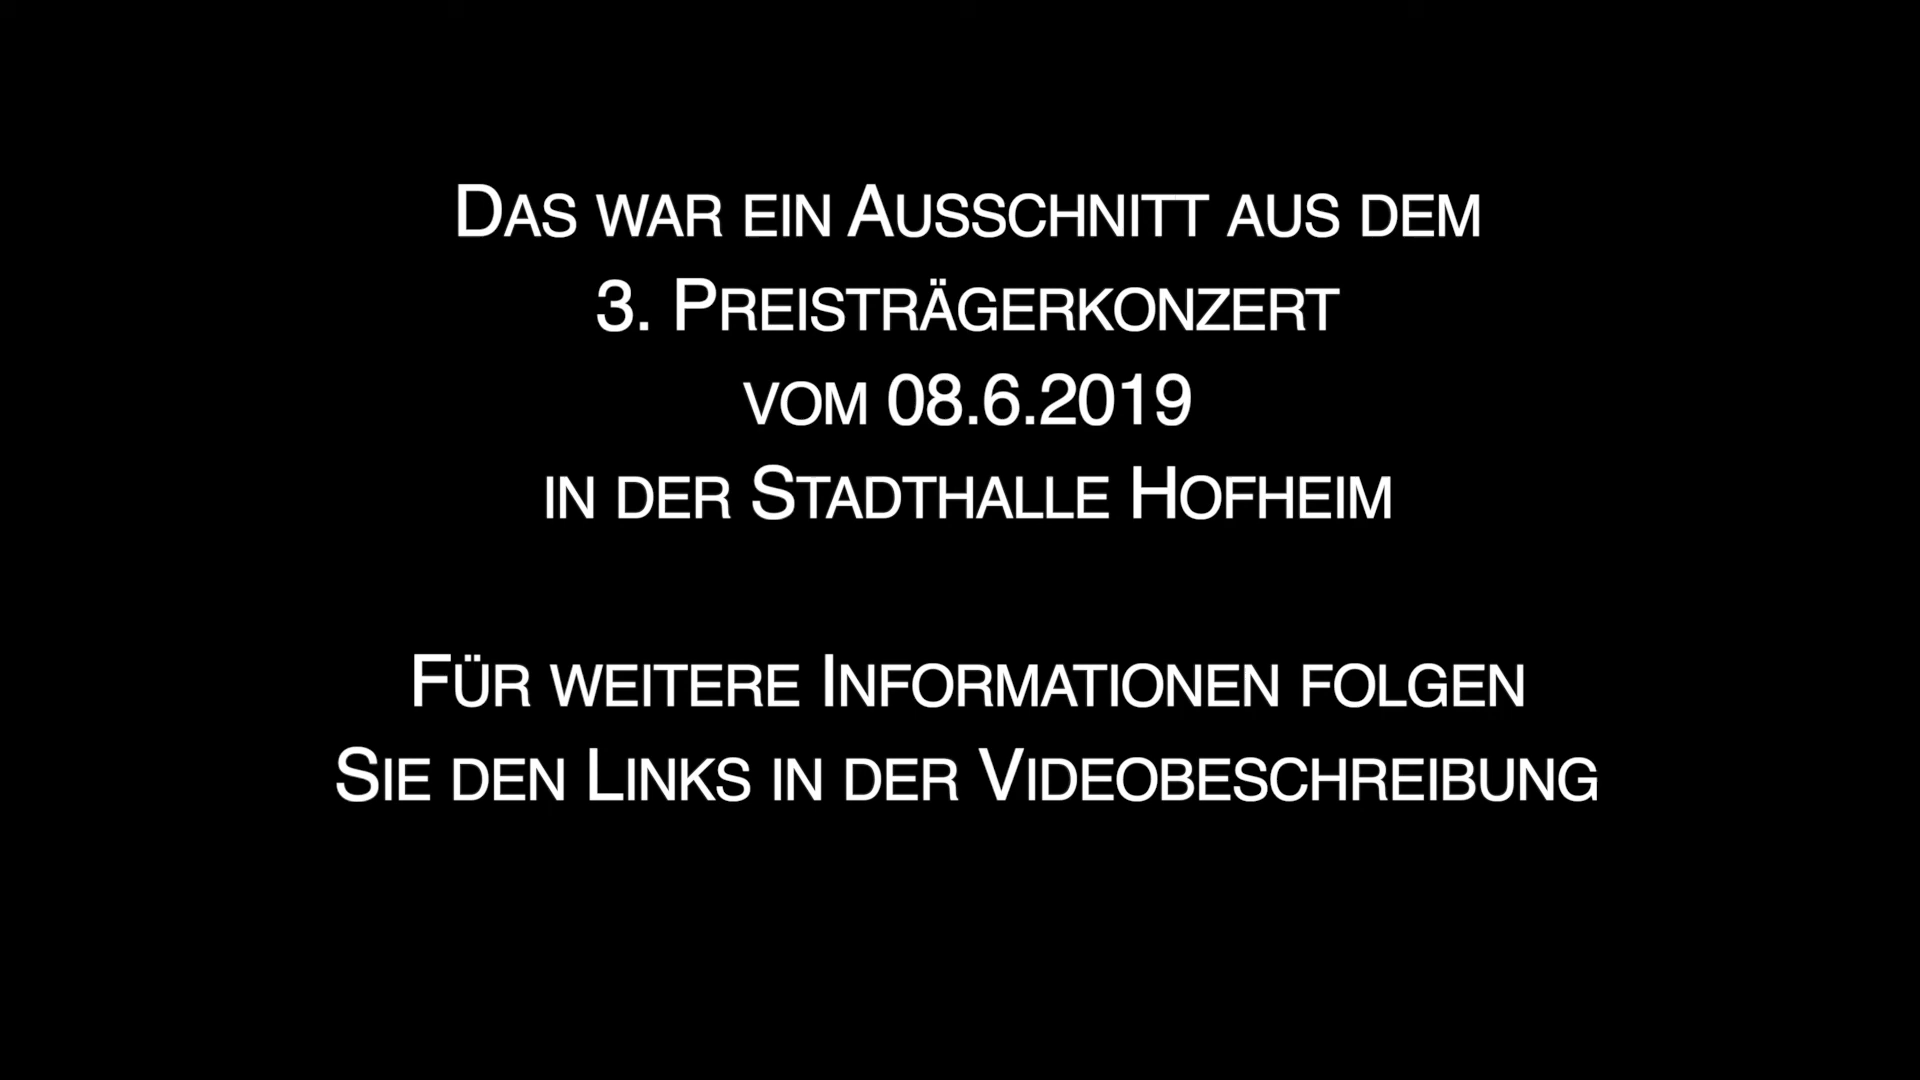 Das war ein Ausschnitt aus dem
3. Preisträgerkonzert
vom 08.6.2019
in der Stadthalle Hofheim
Für weitere Informationen folgen
Sie den Links in der Videobeschreibung